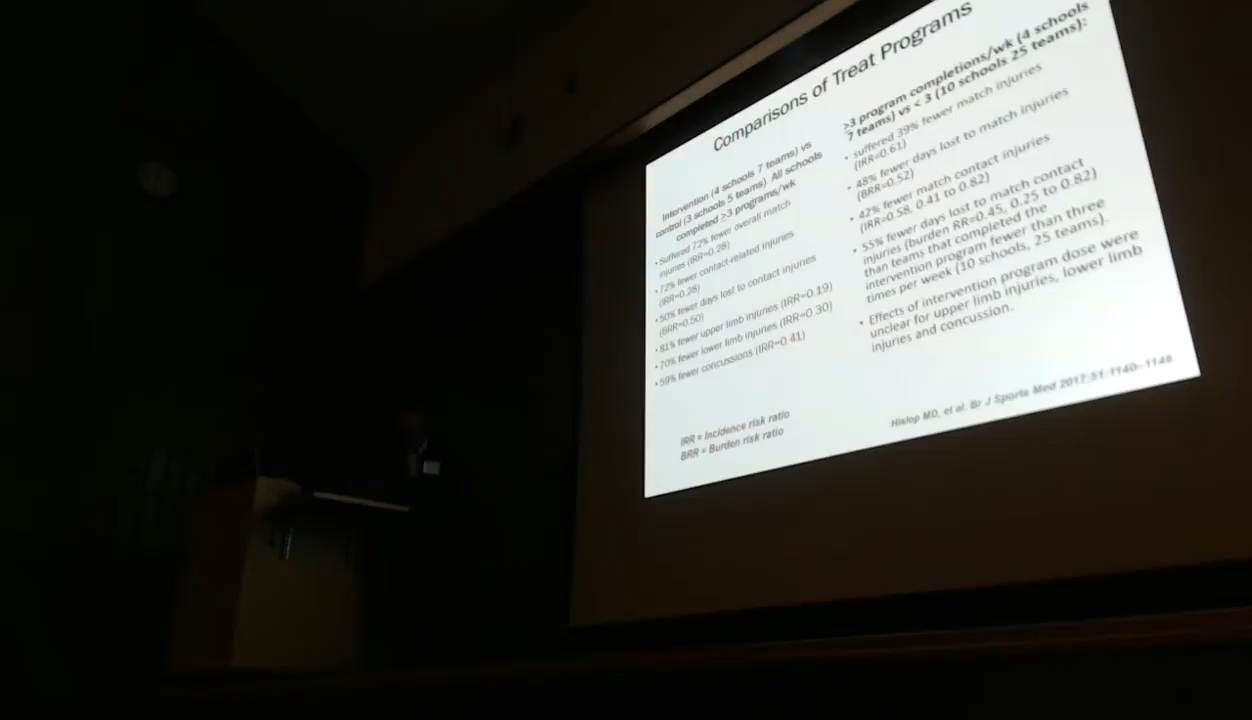 Comparisons of Treat Programs
Intervention (4 schools 7 teams) vs
control (3 schools 5 teams). All schools
completed ≥3 programs/wk
• Suffered 72% fewer overall match
injuries (IRR=0.28)
• 72% fewer contact-related injuries
(IRR=0.28)
• 50% fewer days lost to contact injuries
(BRR=0.50)
• 81% fewer upper limb injuries (IRR=0.19)
• 70% fewer lower limb injuries (IRR=0.30)
• 59% fewer concussions (IRR=0.41)
IRR = Incidence risk ratio
BRR = Burden risk ratio
≥3 program completions/wk (4 schools
7 teams) vs < 3 (10 schools 25 teams):
• suffered 39% fewer match injuries
(IRR=0.61)
• 48% fewer days lost to match injuries
(BRR=0.52)
• 42% fewer match contact injuries
(IRR=0.58, 0.41 to 0.82)
• 55% fewer days lost to match contact
injuries (burden RR=0.45, 0.25 to 0.82)
than teams that completed the
intervention program fewer than three
times per week (10 schools, 25 teams).
• Effects of intervention program dose were
unclear for upper limb injuries, lower limb
injuries and concussion.
Hislop MD, et al. Br J Sports Med 2017;51:1140–1146